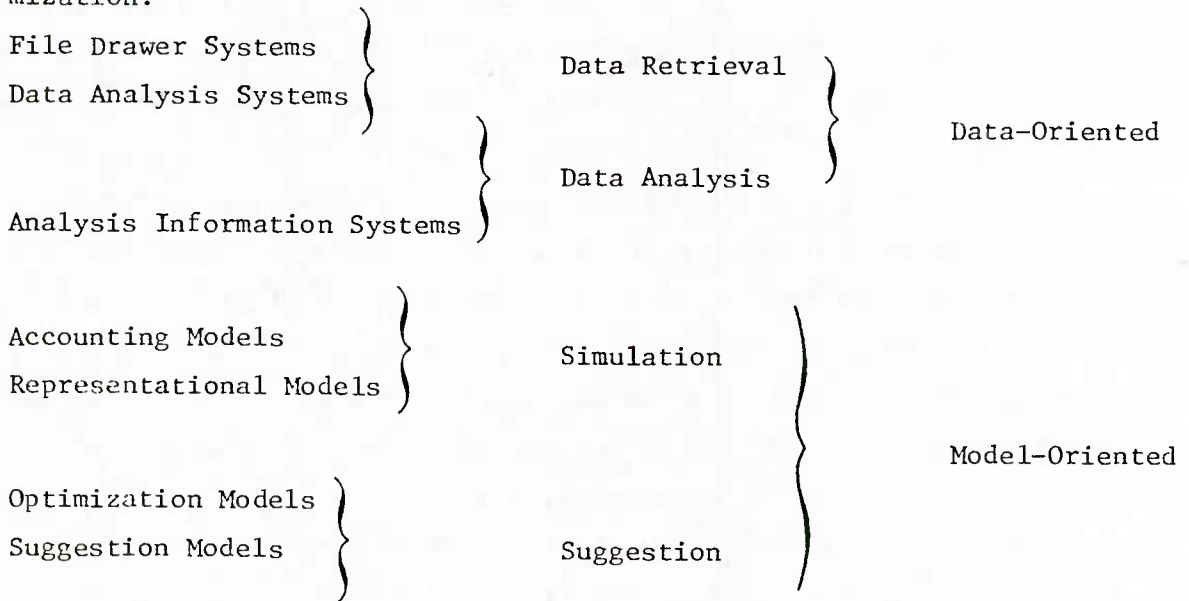 mization:
File Drawer Systems
Data Analysis Systems
Analysis Information Systems
Accounting Models
Representational Models
Optimization Models
Suggestion Models
Data Retrieval
Data Analysis
Simulation
Suggestion
Data-Oriented
Model-Oriented